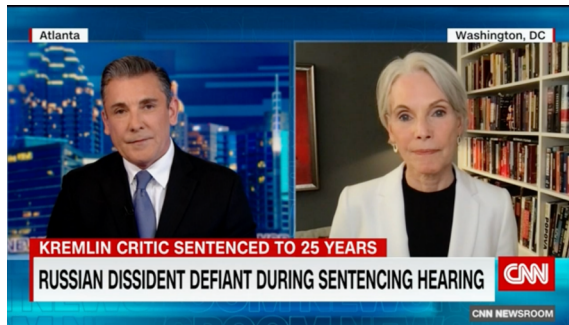 Atlanta
Washington, DC
KREMLIN CRITIC SENTENCED TO 25 YEARS
RUSSIAN DISSIDENT DEFIANT DURING SENTENCING HEARING
CNN
CNN NEWSROOM